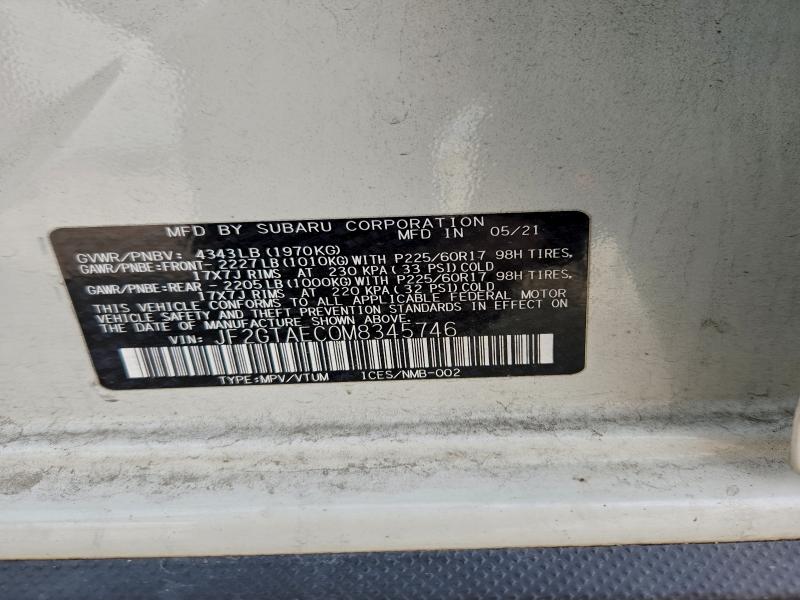 MFD BY SUBARU CORPORATION
MFD IN 05/21
GVWR/PNBV: 4343LB(1970KG)
GAWR/PNBE:FRONT- 2227LB(1010KG)WITH P225/60R17 98H TIRES,
17X7J RIMS AT 230 KPA (33 PSI)COLD
GAWR/PNBE:REAR - 2205LB(1000KG)WITH P225/60R17 98H TIRES,
17X7J RIMS AT 220 KPA (32 PSI)COLD
THIS VEHICLE CONFORMS TO ALL APPLICABLE FEDERAL MOTOR
VEHICLE SAFETY AND THEFT PREVENTION STANDARDS IN EFFECT ON
THE DATE OF MANUFACTURE SHOWN ABOVE.
VIN: JF2GTAEC0M8345746
TYPE:MPV/VTUM ICES/NMB-002